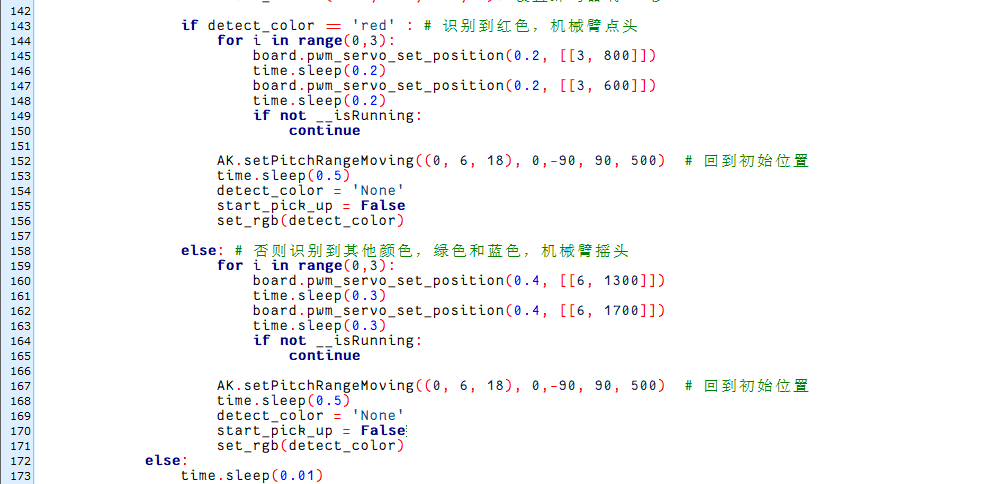 142
143 if detect_color == 'red' : # 识别到红色，机械臂点头
144 for i in range(0,3):
145 board.pwm_servo_set_position(0.2, [[3, 800]])
146 time.sleep(0.2)
147 board.pwm_servo_set_position(0.2, [[3, 600]])
148 time.sleep(0.2)
149 if not __isRunning:
150 continue
151
152 AK.setPitchRangeMoving((0, 6, 18), 0,-90, 90, 500) # 回到初始位置
153 time.sleep(0.5)
154 detect_color = 'None'
155 start_pick_up = False
156 set_rgb(detect_color)
157
158 else: # 否则识别到其他颜色，绿色和蓝色，机械臂摇头
159 for i in range(0,3):
160 board.pwm_servo_set_position(0.4, [[6, 1300]])
161 time.sleep(0.3)
162 board.pwm_servo_set_position(0.4, [[6, 1700]])
163 time.sleep(0.3)
164 if not __isRunning:
165 continue
166
167 AK.setPitchRangeMoving((0, 6, 18), 0,-90, 90, 500) # 回到初始位置
168 time.sleep(0.5)
169 detect_color = 'None'
170 start_pick_up = False
171 set_rgb(detect_color)
172 else:
173 time.sleep(0.01)